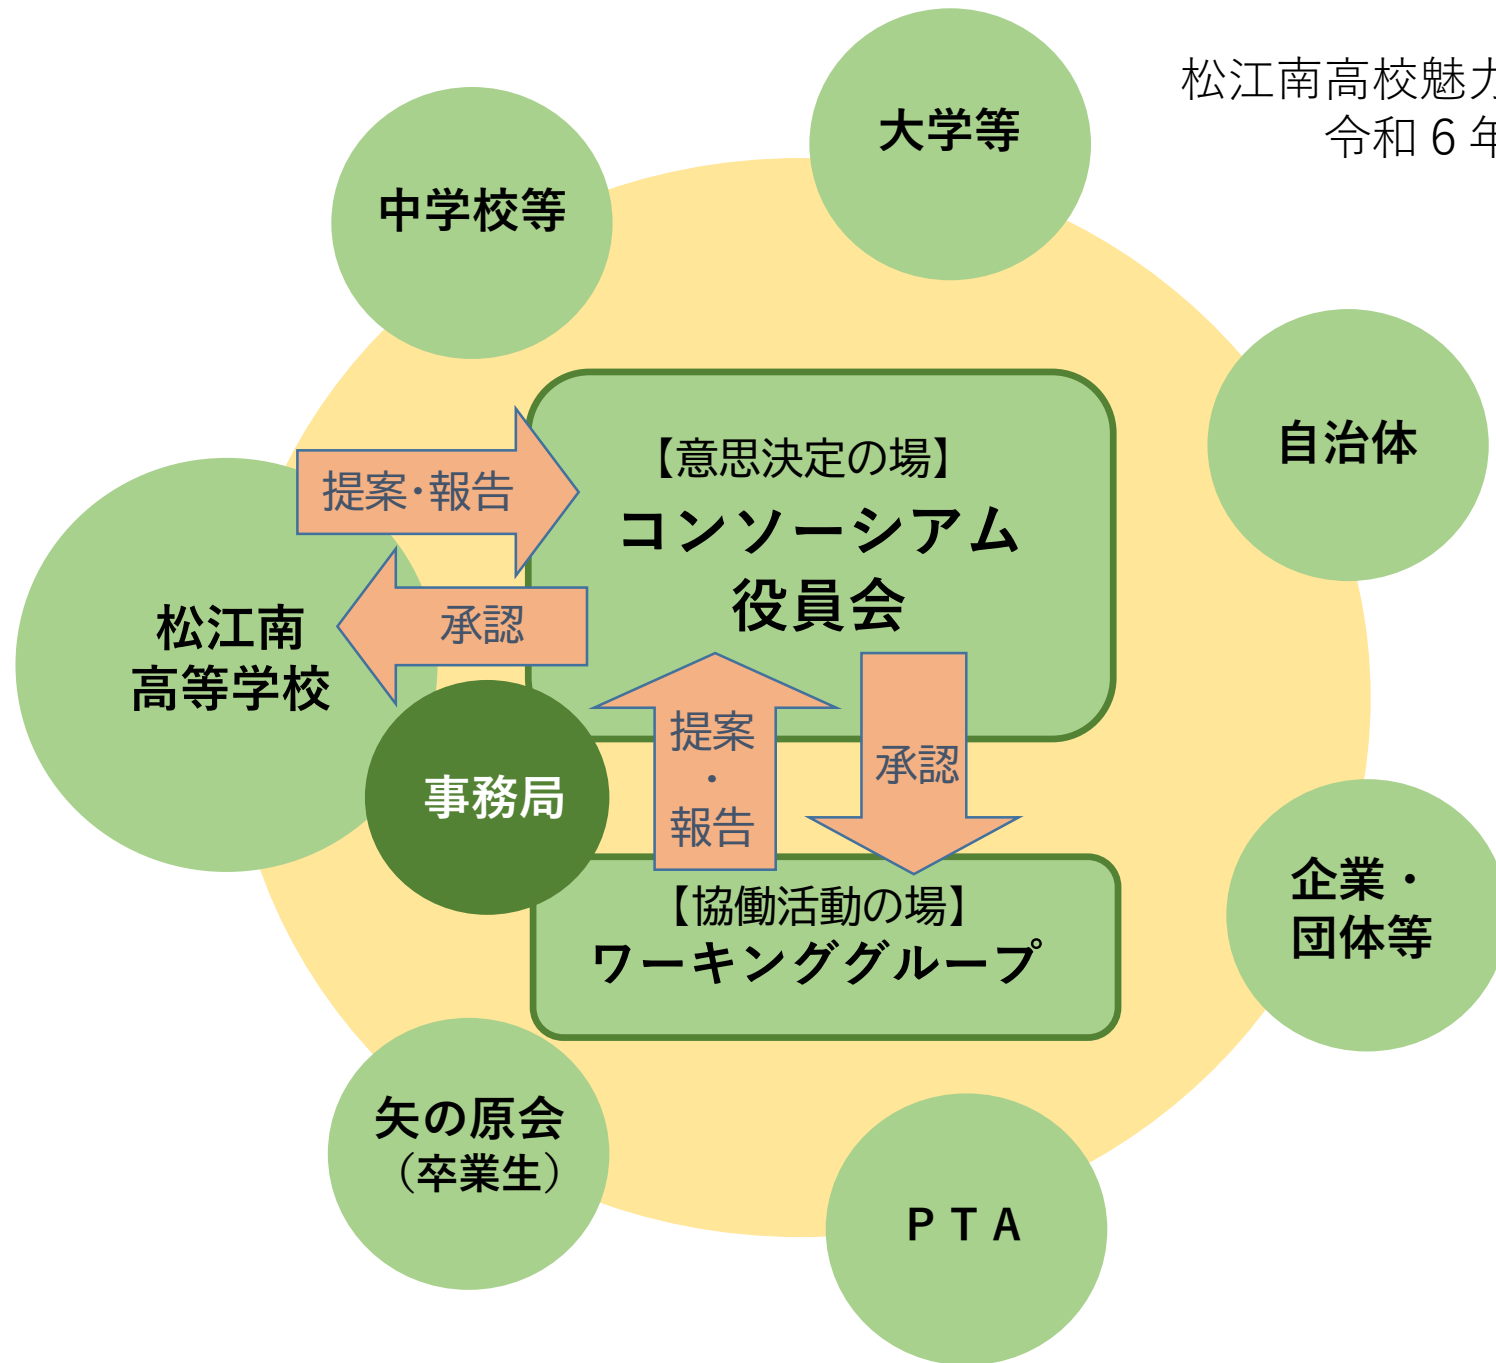 松江南高校魅力
令和６年
大学等
中学校等
自治体
【意思決定の場】
コンソーシアム
役員会
提案・報告
承認
松江南
高等学校
事務局
提案
・
報告
承認
【協働活動の場】
ワーキンググループ
企業・
団体等
矢の原会
（卒業生）
ＰＴＡ